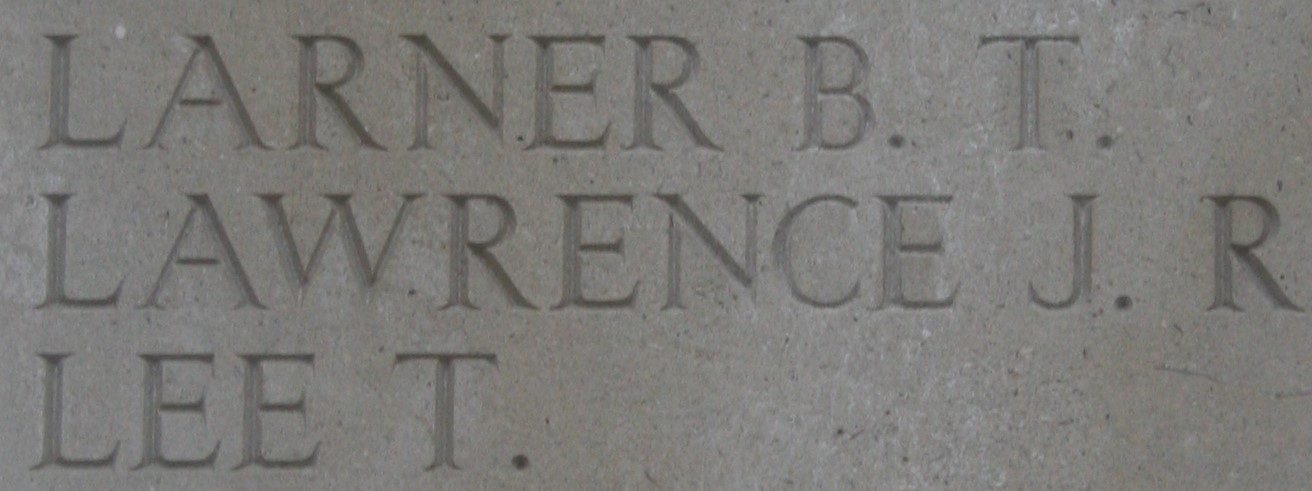 LARNER B. T.
LAWRENCE J. R
LEE T.